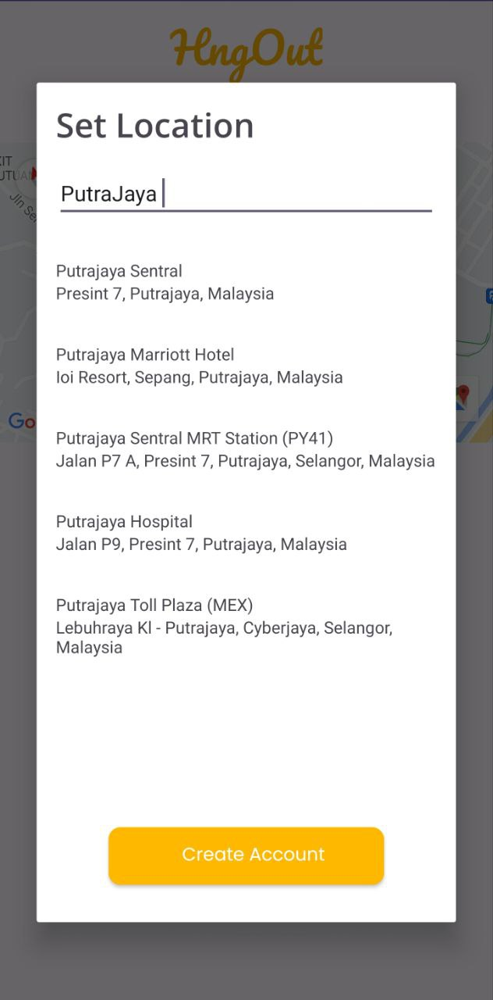 HngOut
Set Location
PutraJaya
Putrajaya Sentral
Presint 7, Putrajaya, Malaysia
Putrajaya Marriott Hotel
Ioi Resort, Sepang, Putrajaya, Malaysia
Putrajaya Sentral MRT Station (PY41)
Jalan P7 A, Presint 7, Putrajaya, Selangor, Malaysia
Putrajaya Hospital
Jalan P9, Presint 7, Putrajaya, Malaysia
Putrajaya Toll Plaza (MEX)
Lebuhraya Kl - Putrajaya, Cyberjaya, Selangor,
Malaysia
Create Account